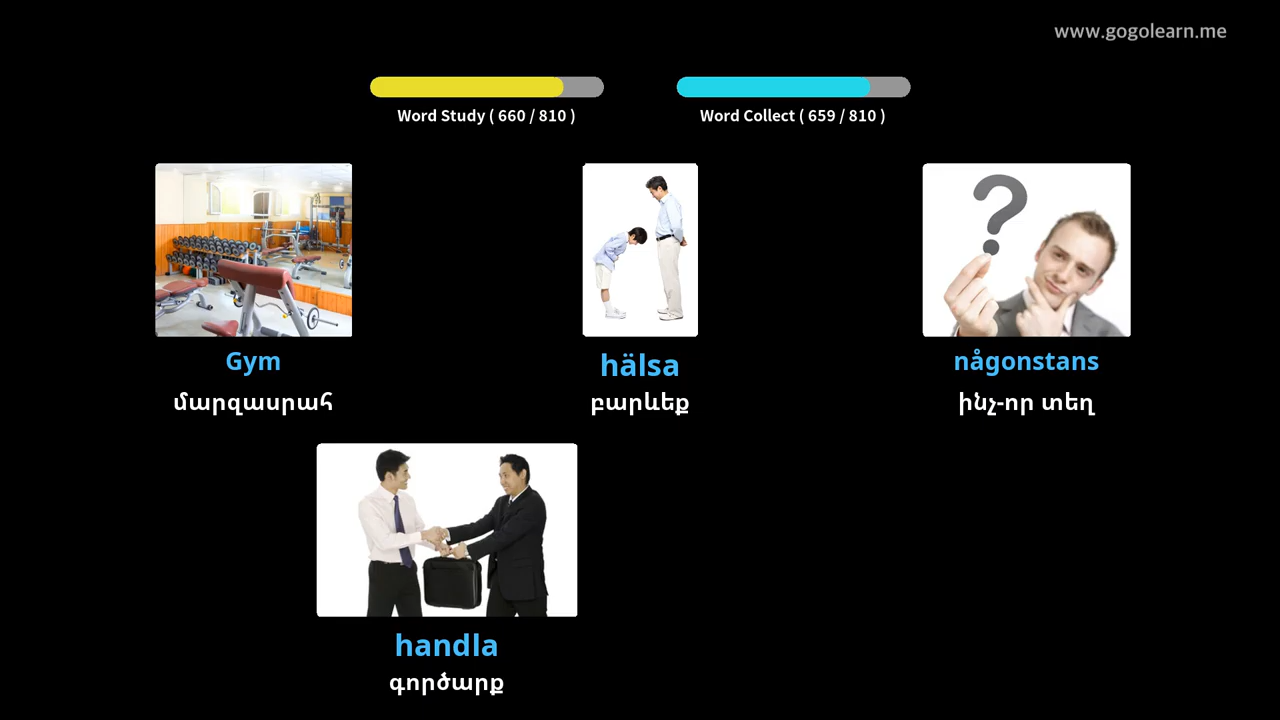 www.gogolearn.me
Word Study ( 660 / 810 )
Word Collect ( 659 / 810 )
Gym
մարզասրահ
hälsa
բարևեք
någonstans
ինչ-որ տեղ
handla
գործարք